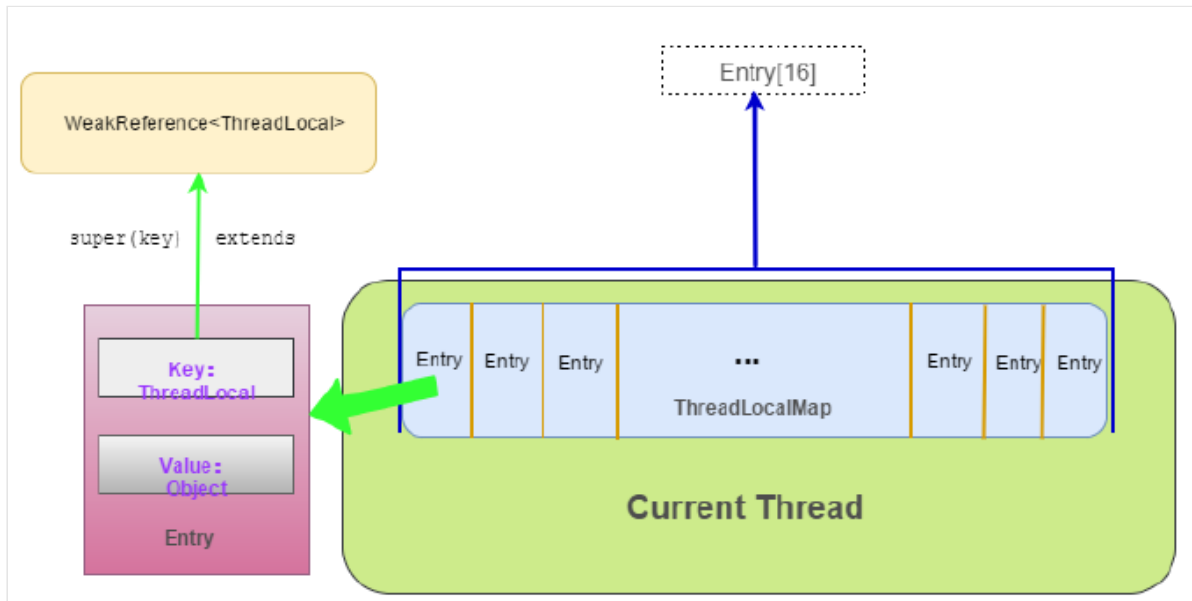 Entry[16]
WeakReference<ThreadLocal>
super(key) extends
Key:
ThreadLocal
Value:
Object
Entry
Entry Entry Entry ... Entry Entry Entry
ThreadLocalMap
Current Thread